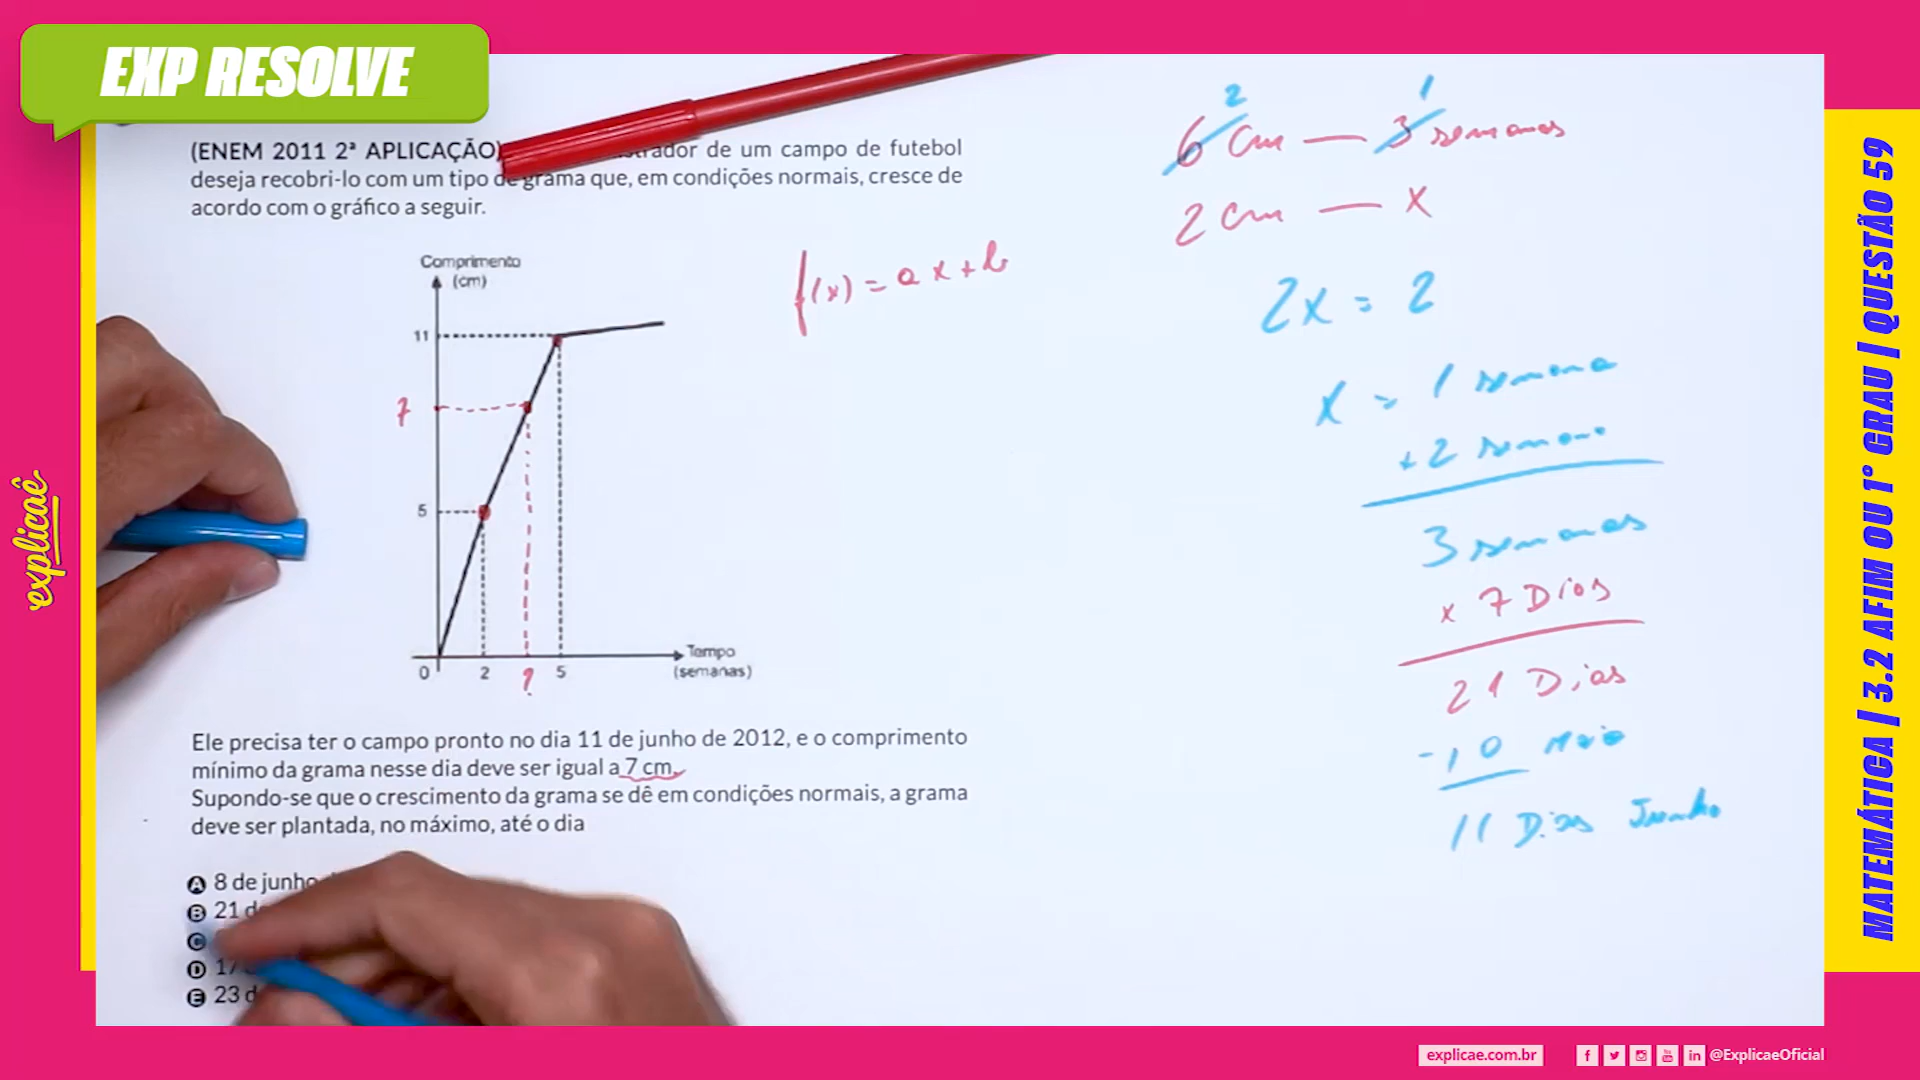 EXP RESOLVE
(ENEM 2011 2ª APLICAÇÃO) de um campo de futebol
deseja recobri-lo com um tipo de grama que, em condições normais, cresce de
acordo com o gráfico a seguir.
Comprimento
(cm)
11
7
5
0
2
?
5
Tempo
(semanas)
f(x) = ax + b
Ele precisa ter o campo pronto no dia 11 de junho de 2012, e o comprimento
mínimo da grama nesse dia deve ser igual a 7 cm.
Supondo-se que o crescimento da grama se dê em condições normais, a grama
deve ser plantada, no máximo, até o dia
A 8 de junho
B 21
C
D 17
E 23 d
2 1
6 cm — 3 semanas
2 cm — x
2x = 2
x = 1 semana
+2 semana
3 semanas
x 7 Dias
21 Dias
-10 Maio
11 Dias Junho
explicaê
MATEMÁTICA | 3.2 AFIM OU 1° GRAU | QUESTÃO 59
explicae.com.br
@ExplicaeOficial